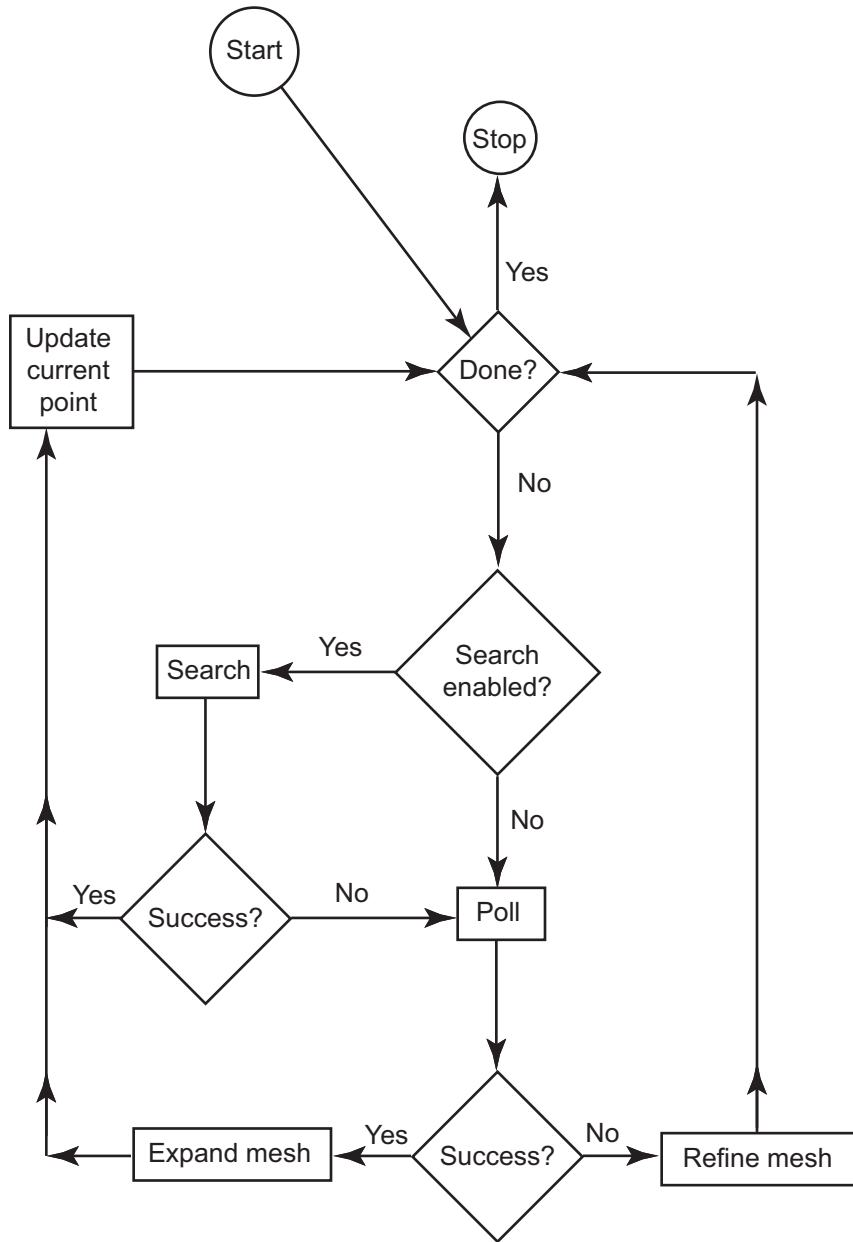 Start
Stop
Yes
Update
current
point
Done?
No
Yes
Search
Search
enabled?
No
Yes
Success?
No
Poll
Expand mesh
Yes
Success?
No
Refine mesh